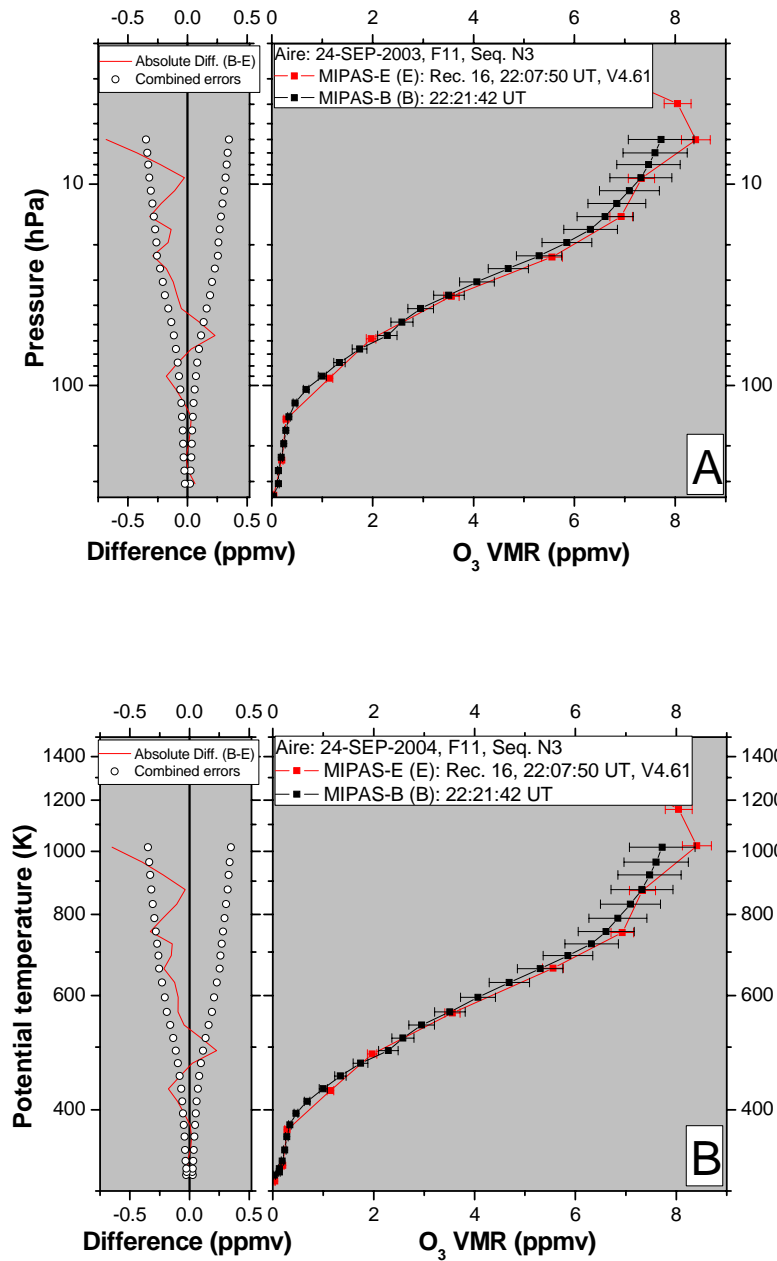 -0.5 0.0 0.5 0 2 4 6 8
Absolute Diff. (B-E)
Combined errors
Aire: 24-SEP-2003, F11, Seq. N3
MIPAS-E (E): Rec. 16, 22:07:50 UT, V4.61
MIPAS-B (B): 22:21:42 UT
Pressure (hPa)
10 10
100 100
A
-0.5 0.0 0.5 0 2 4 6 8
Difference (ppmv) O₃ VMR (ppmv)
-0.5 0.0 0.5 0 2 4 6 8
Absolute Diff. (B-E)
Combined errors
Aire: 24-SEP-2004, F11, Seq. N3
MIPAS-E (E): Rec. 16, 22:07:50 UT, V4.61
MIPAS-B (B): 22:21:42 UT
Potential temperature (K)
1400 1400
1200 1200
1000 1000
800 800
600 600
400 400
B
-0.5 0.0 0.5 0 2 4 6 8
Difference (ppmv) O₃ VMR (ppmv)